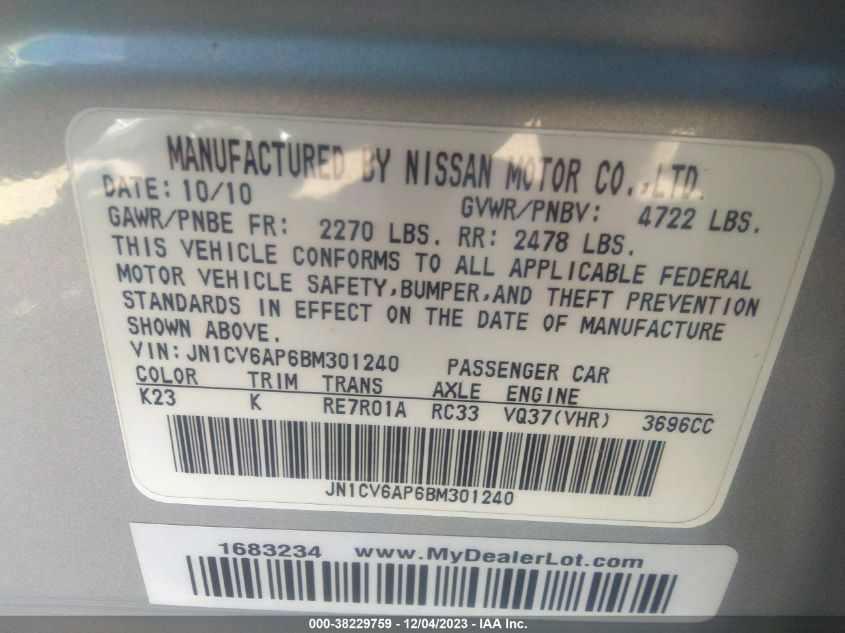 MANUFACTURED BY NISSAN MOTOR CO.,LTD.
DATE: 10/10 GVWR/PNBV: 4722 LBS.
GAWR/PNBE FR: 2270 LBS. RR: 2478 LBS.
THIS VEHICLE CONFORMS TO ALL APPLICABLE FEDERAL
MOTOR VEHICLE SAFETY,BUMPER,AND THEFT PREVENTION
STANDARDS IN EFFECT ON THE DATE OF MANUFACTURE
SHOWN ABOVE.
VIN:JN1CV6AP6BM301240 PASSENGER CAR
COLOR TRIM TRANS AXLE ENGINE
K23 K RE7R01A RC33 VQ37(VHR) 3696CC
JN1CV6AP6BM301240
1683234 www.MyDealerLot.com
000-38229759 - 12/04/2023 - IAA Inc.